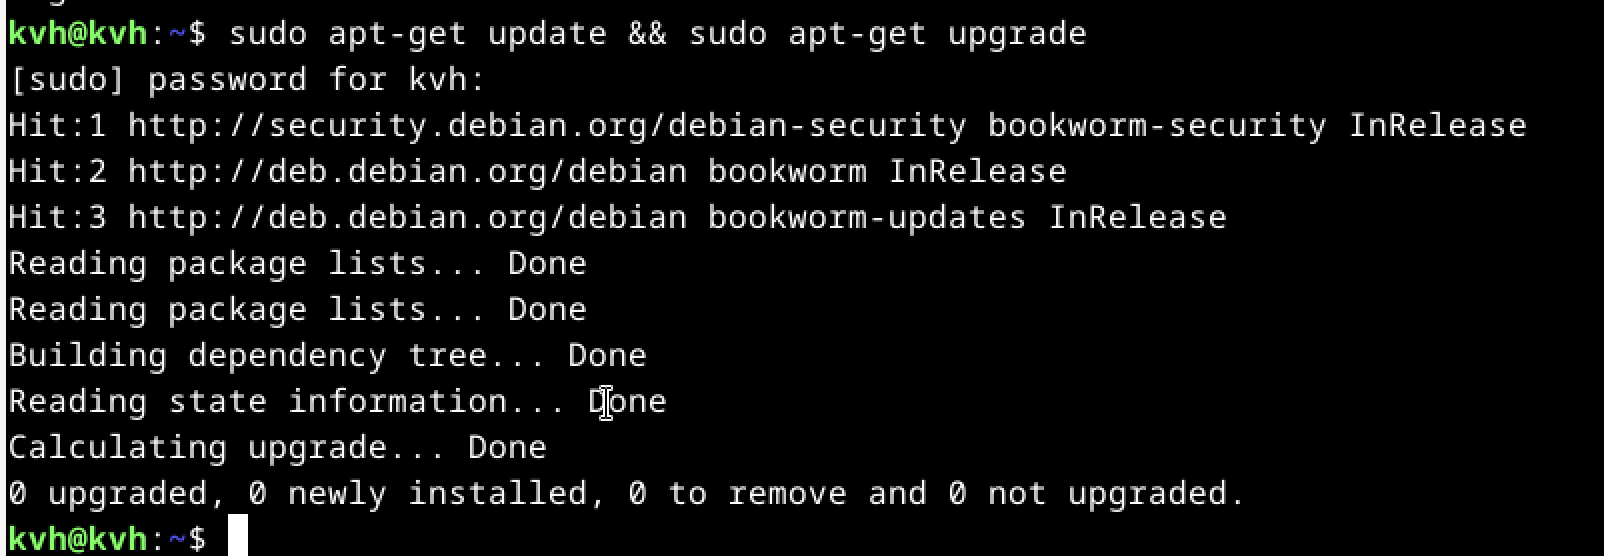 kvh@kvh:~$ sudo apt-get update && sudo apt-get upgrade
[sudo] password for kvh:
Hit:1 http://security.debian.org/debian-security bookworm-security InRelease
Hit:2 http://deb.debian.org/debian bookworm InRelease
Hit:3 http://deb.debian.org/debian bookworm-updates InRelease
Reading package lists... Done
Reading package lists... Done
Building dependency tree... Done
Reading state information... Done
Calculating upgrade... Done
0 upgraded, 0 newly installed, 0 to remove and 0 not upgraded.
kvh@kvh:~$